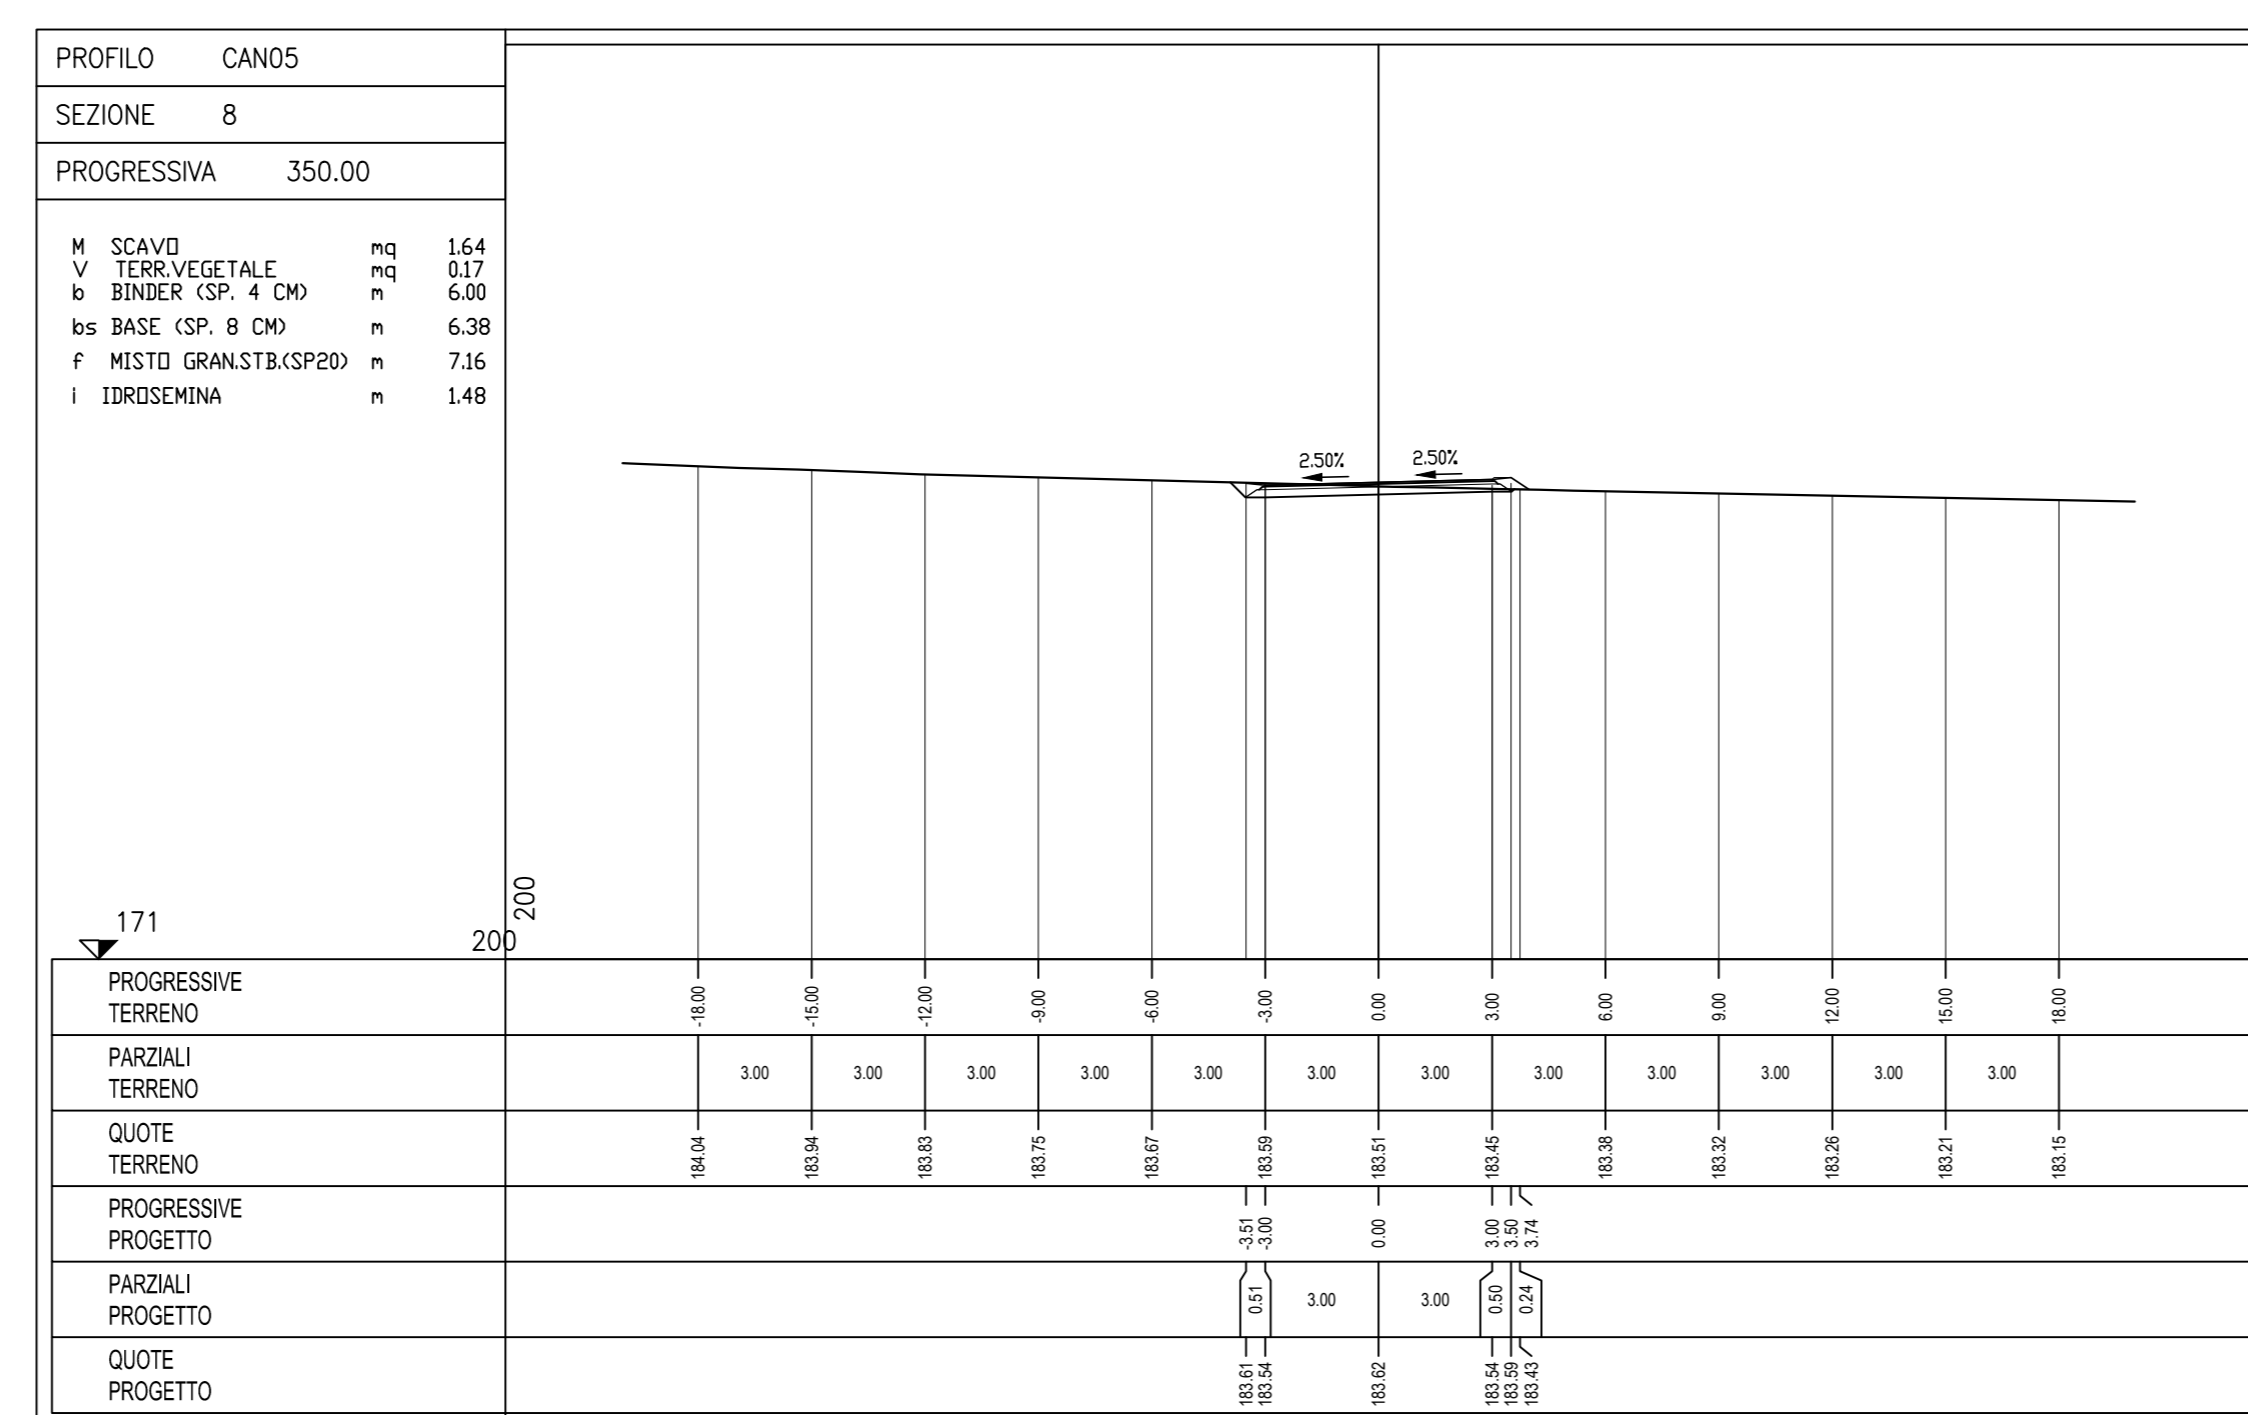 PROFILO CAN05
SEZIONE 8
PROGRESSIVA 350.00
M SCAVO mq 1.64
V TERR.VEGETALE mq 0.17
b BINDER (SP. 4 CM) m 6.00
bs BASE (SP. 8 CM) m 6.38
f MISTO GRAN.STB.(SP20) m 7.16
i IDROSEMINA m 1.48
2.50% 2.50%
171
200
200
PROGRESSIVE
TERRENO
-18.00 -15.00 -12.00 -9.00 -6.00 -3.00 0.00 3.00 6.00 9.00 12.00 15.00 18.00
PARZIALI
TERRENO
3.00 3.00 3.00 3.00 3.00 3.00 3.00 3.00 3.00 3.00 3.00 3.00
QUOTE
TERRENO
184.04 183.94 183.83 183.75 183.67 183.59 183.51 183.45 183.38 183.32 183.26 183.21 183.15
PROGRESSIVE
PROGETTO
-3.51 -3.00 0.00 3.00 3.50 3.74
PARZIALI
PROGETTO
0.51 3.00 3.00 0.50 0.24
QUOTE
PROGETTO
183.61 183.54 183.62 183.54 183.59 183.43